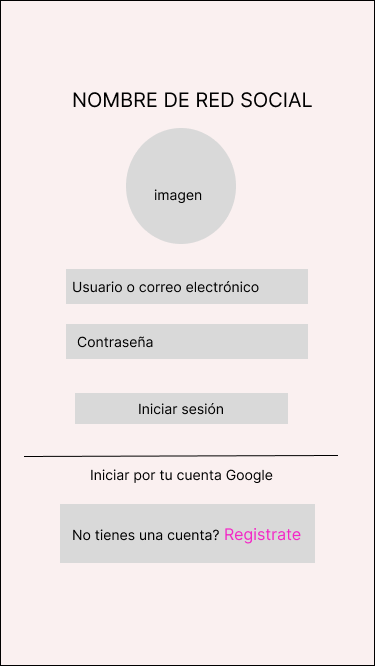 NOMBRE DE RED SOCIAL
imagen
Usuario o correo electrónico
Contraseña
Iniciar sesión
Iniciar por tu cuenta Google
No tienes una cuenta? Registrate